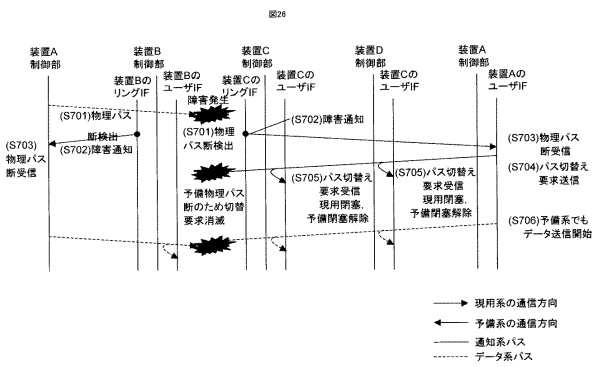 図26
装置A
制御部
装置B
制御部
装置C
制御部
装置D
制御部
装置A
制御部
装置Bの
リングIF
装置Bの
ユーザIF
装置Cの
リングIF
装置Cの
ユーザIF
装置Cの
ユーザIF
装置Aの
ユーザIF
障害発生
(S701)物理パス
断検出
(S702)障害通知
(S703)
物理パス
断受信
(S701)物理
パス断検出
(S702)障害通知
(S703)物理パス
断受信
(S704)パス切替え
要求送信
(S705)パス切替え
要求受信
現用閉塞,
予備閉塞解除
(S705)パス切替え
要求受信
現用閉塞,
予備閉塞解除
予備物理パス
断のため切替
要求消滅
(S706)予備系でも
データ送信開始
現用系の通信方向
予備系の通信方向
通知系パス
データ系パス